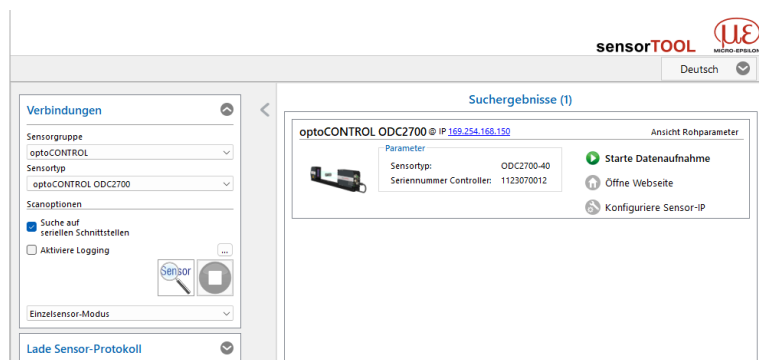 sensorTOOL
με
MICRO-EPSILON
Deutsch
Verbindungen
Sensorgruppe
optoCONTROL
Sensortyp
optoCONTROL ODC2700
Scanoptionen
Suche auf
seriellen Schnittstellen
Aktiviere Logging
...
Sensor
Einzelsensor-Modus
Lade Sensor-Protokoll
Suchergebnisse (1)
optoCONTROL ODC2700 @ IP 169.254.168.150
Ansicht Rohparameter
Parameter
Sensortyp: ODC2700-40
Seriennummer Controller: 1123070012
Starte Datenaufnahme
Öffne Webseite
Konfiguriere Sensor-IP